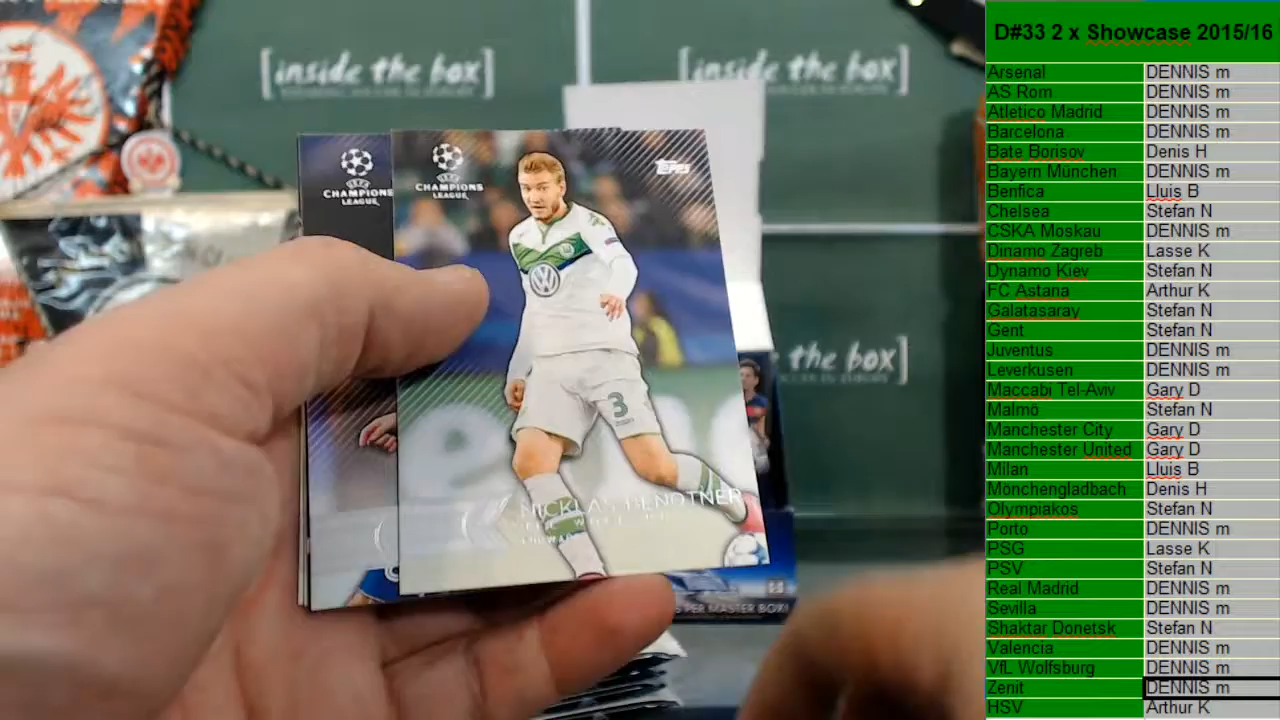 [inside the box]
[inside the box]
the box]
UEFA
CHAMPIONS
LEAGUE
UEFA
CHAMPIONS
LEAGUE
Topps
3
NICKLAS BENDTNER
PER MASTER BOX!
D#33 2 x Showcase 2015/16
Arsenal DENNIS m
AS Rom DENNIS m
Atletico Madrid DENNIS m
Barcelona DENNIS m
Bate Borisov Denis H
Bayern München DENNIS m
Benfica Lluis B
Chelsea Stefan N
CSKA Moskau DENNIS m
Dinamo Zagreb Lasse K
Dynamo Kiev Stefan N
FC Astana Arthur K
Galatasaray Stefan N
Gent Stefan N
Juventus DENNIS m
Leverkusen DENNIS m
Maccabi Tel-Aviv Gary D
Malmö Stefan N
Manchester City Gary D
Manchester United Gary D
Milan Lluis B
Mönchengladbach Denis H
Olympiakos Stefan N
Porto DENNIS m
PSG Lasse K
PSV Stefan N
Real Madrid DENNIS m
Sevilla DENNIS m
Shaktar Donetsk Stefan N
Valencia DENNIS m
VfL Wolfsburg DENNIS m
Zenit DENNIS m
HSV Arthur K